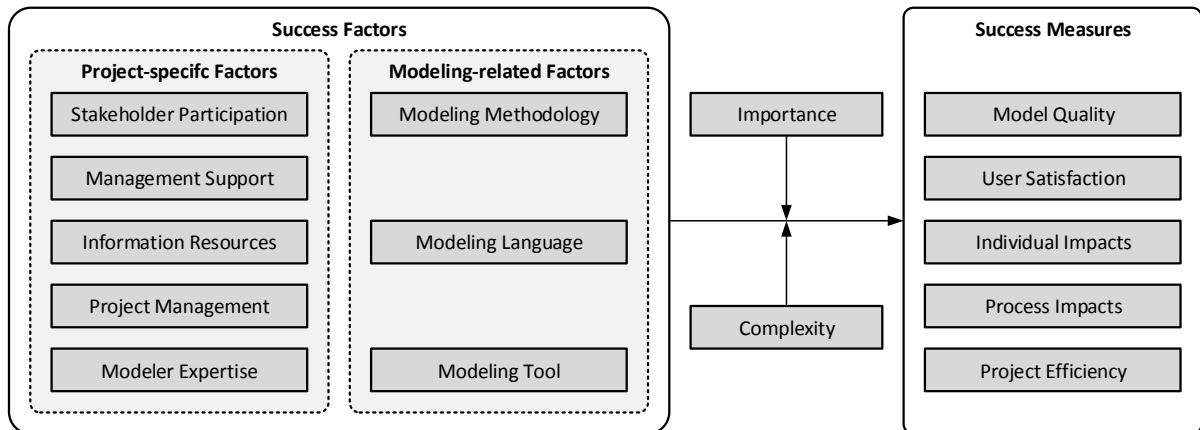 Success Factors
Project-specifc Factors
Stakeholder Participation
Management Support
Information Resources
Project Management
Modeler Expertise
Modeling-related Factors
Modeling Methodology
Modeling Language
Modeling Tool
Importance
Complexity
Success Measures
Model Quality
User Satisfaction
Individual Impacts
Process Impacts
Project Efficiency